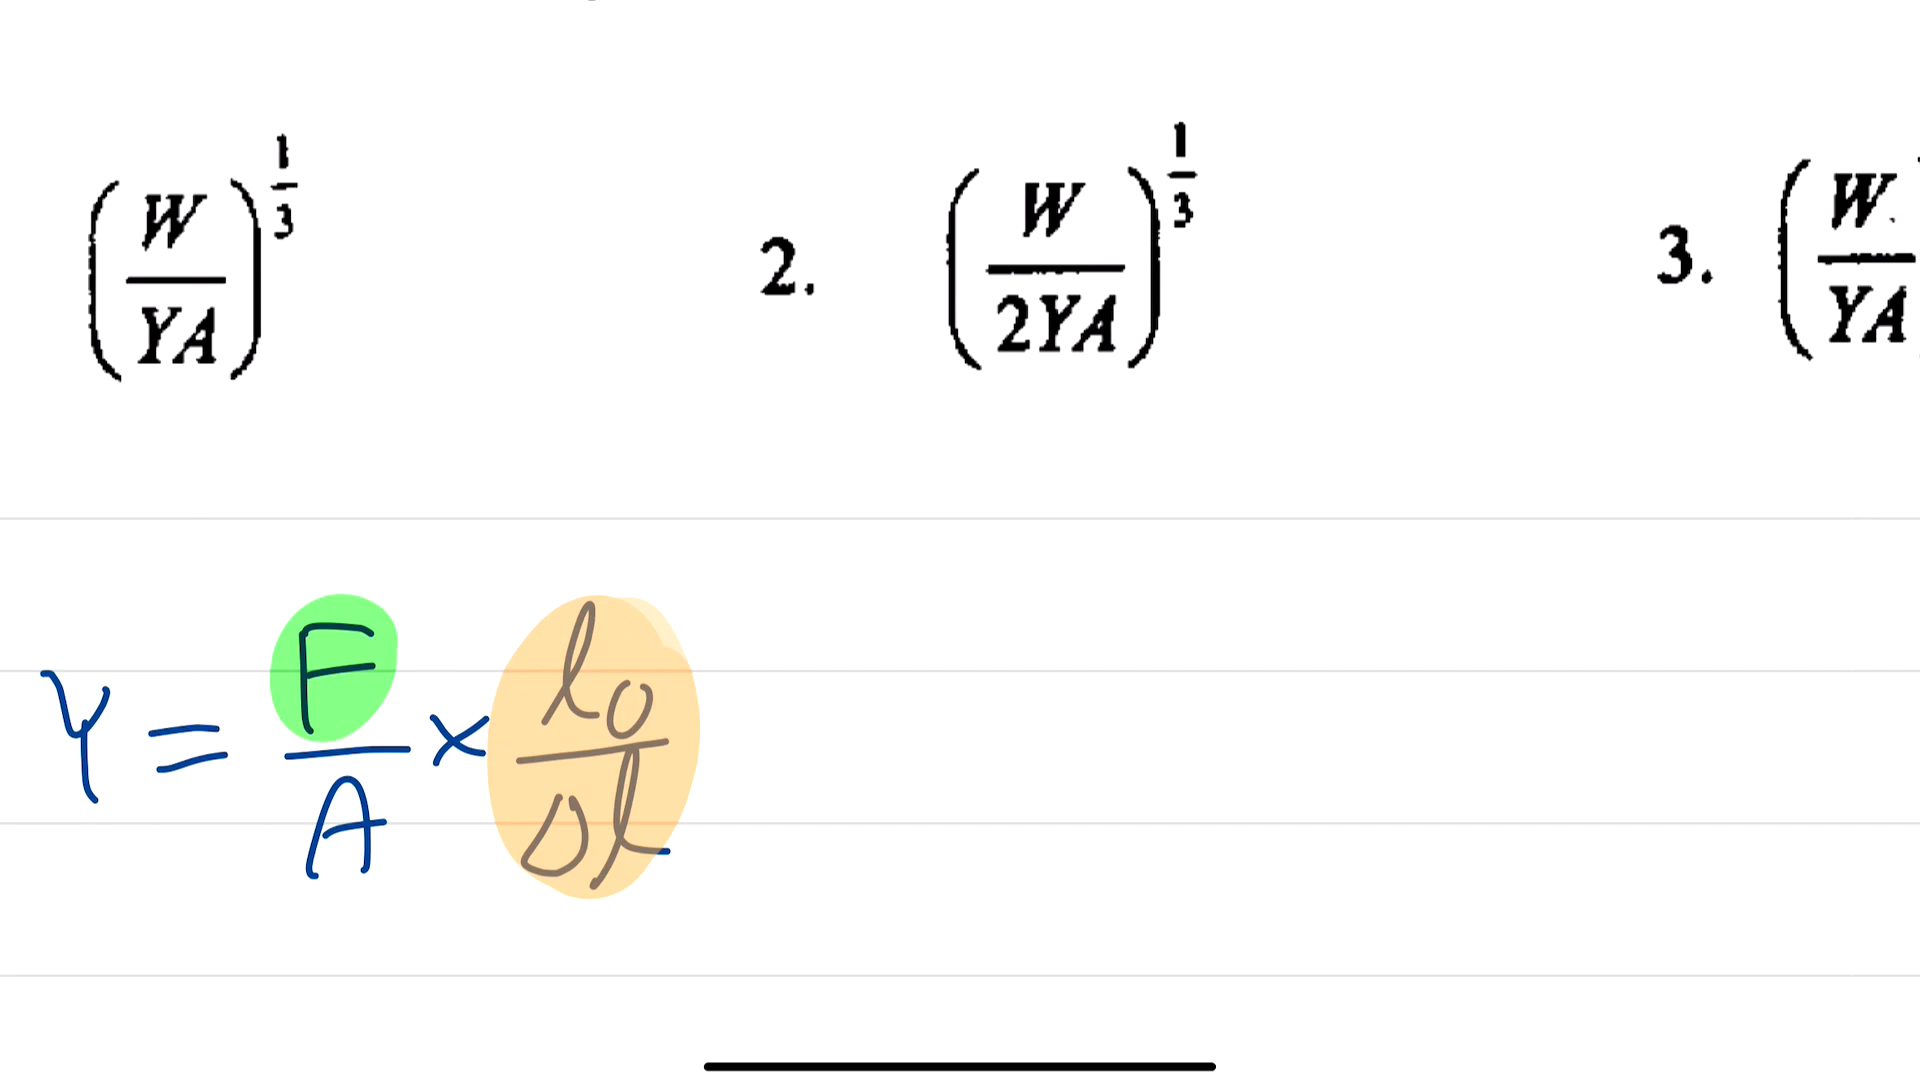 (W/YA)^(1/3) 2. (W/2YA)^(1/3) 3. (W/YA
Y = F/A × l₀/Δl